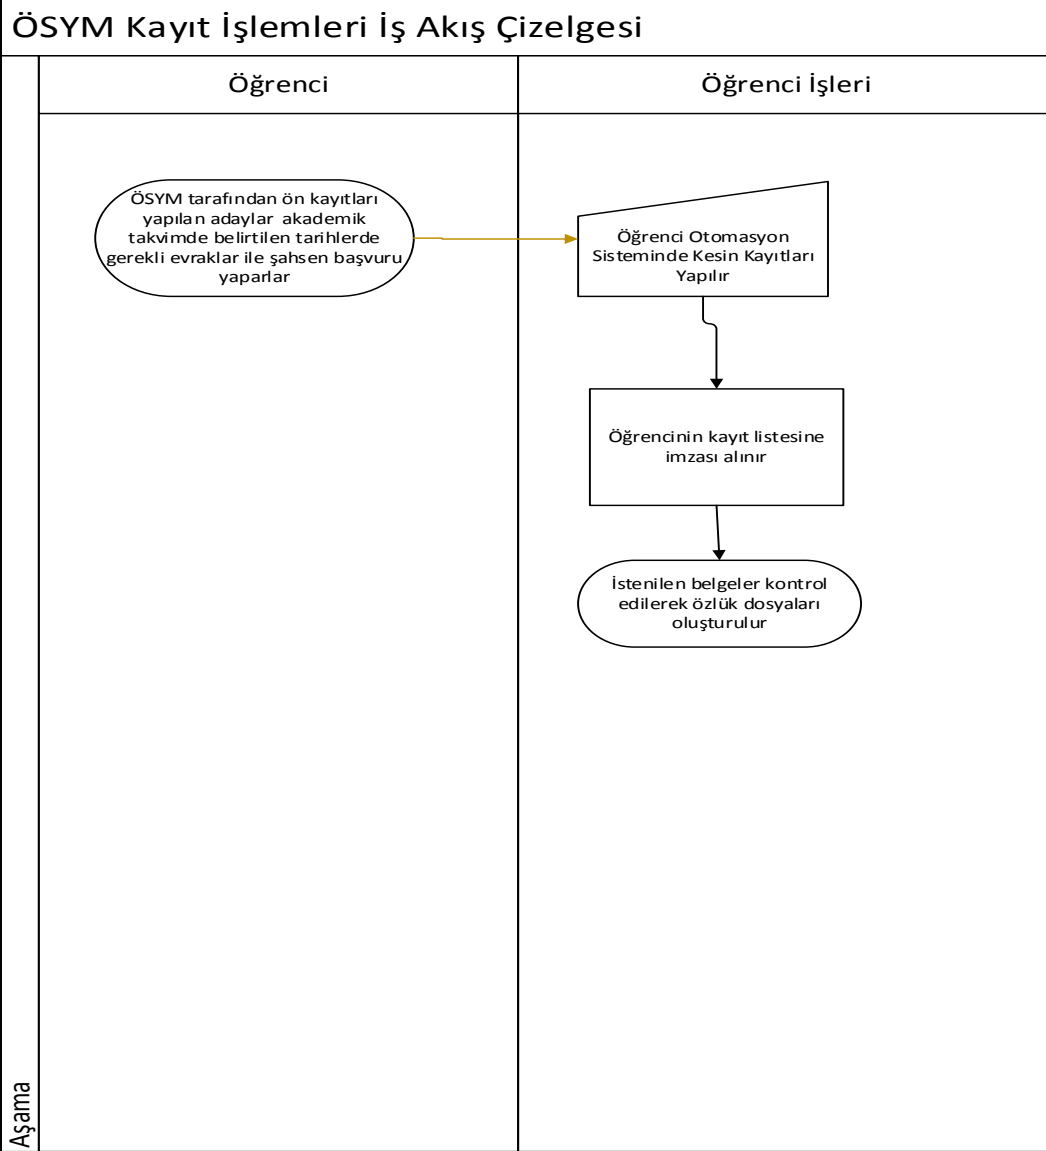 ÖSYM Kayıt İşlemleri İş Akış Çizelgesi
Öğrenci
Öğrenci İşleri
ÖSYM tarafından ön kayıtları
yapılan adaylar akademik
takvimde belirtilen tarihlerde
gerekli evraklar ile şahsen başvuru
yaparlar
Öğrenci Otomasyon
Sisteminde Kesin Kayıtları
Yapılır
Öğrencinin kayıt listesine
imzası alınır
İstenilen belgeler kontrol
edilerek özlük dosyaları
oluşturulur
Aşama